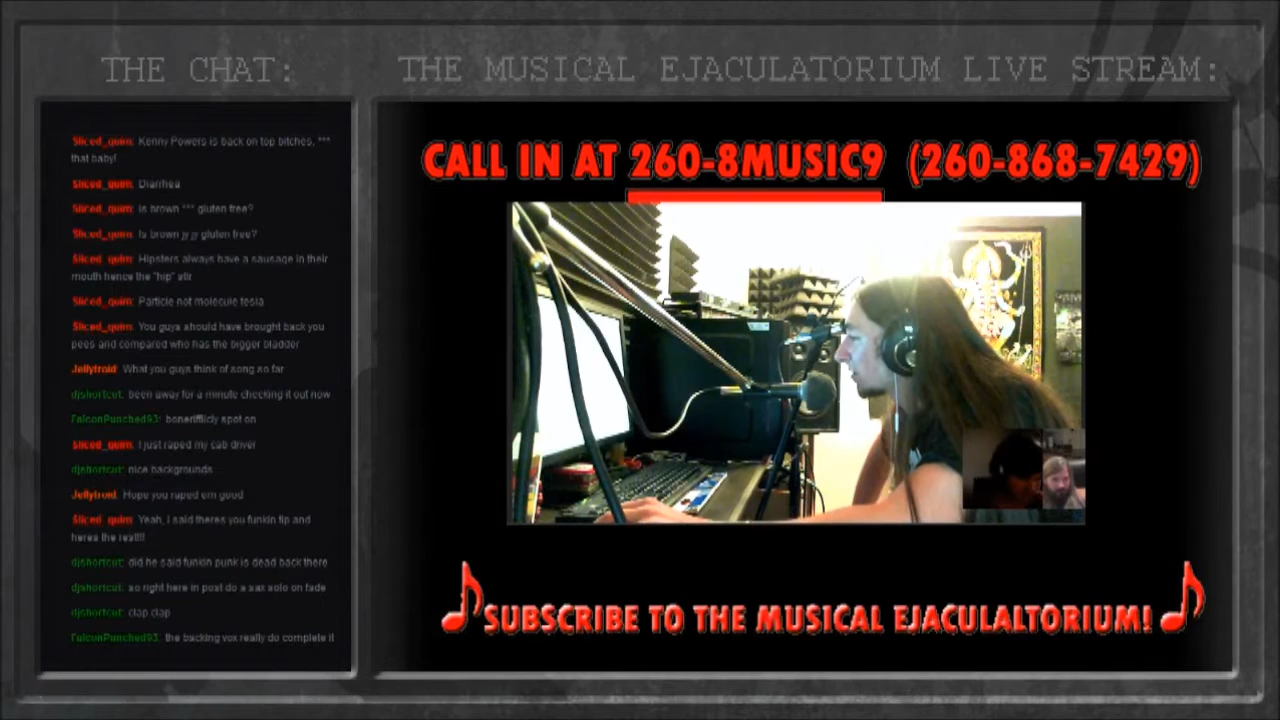 THE CHAT:
THE MUSICAL EJACULATORIUM LIVE STREAM:
Sliced_quim: Kenny Powers is back on top bitches, ***
that baby!
Sliced_quim: Diarrhea
Sliced_quim: is brown *** gluten free?
Sliced_quim: Is brown jy jy gluten free?
Sliced_quim: Hipsters always have a sausage in their
mouth hence the "hip" stir
Sliced_quim: Particle not molecule tesla
Sliced_quim: You guys should have brought back you
pees and compared who has the bigger bladder
Jellyfroid: What you guys think of song so far
djshortcut: been away for a minute checking it out now
FalconPunched93: bonerifflicly spot on
Sliced_quim: I just raped my cab driver
djshortcut: nice backgrounds
Jellyfroid: Hope you raped em good
Sliced_quim: Yeah, I said theres you funkin tip and
heres the rest!!!!
djshortcut: did he said funkin punk is dead back there
djshortcut: so right here in post do a sax solo on fade
djshortcut: clap clap
FalconPunched93: the backing vox really do complete it
CALL IN AT 260-8MUSIC9 (260-868-7429)
SUBSCRIBE TO THE MUSICAL EJACULALTORIUM!